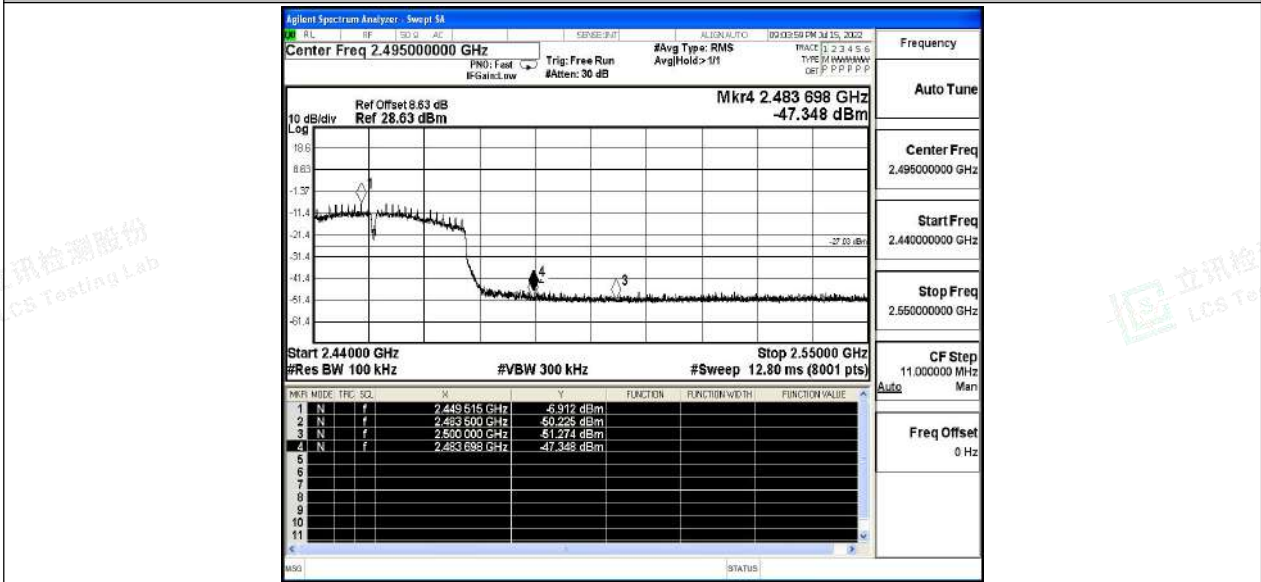 Agilent Spectrum Analyzer - Swept SA
RL RF 50 Ω AC SENSE:INT ALIGN AUTO 09:03:59 PM Jul 15, 2022
Center Freq 2.495000000 GHz
PNO: Fast
IFGain:Low
Trig: Free Run
#Atten: 30 dB
#Avg Type: RMS
Avg|Hold>1/1
TRACE 1 2 3 4 5 6
TYPE M WWWWW
DET P P P P P P
Frequency
Auto Tune
Mkr4 2.483 698 GHz
-47.348 dBm
Ref Offset 8.63 dB
10 dB/div Ref 28.63 dBm
Log
18.6
8.63
-1.37
-11.4
-21.4
-31.4
-41.4
-51.4
-61.4
1
4
3
-27.03 dBm
Start 2.44000 GHz Stop 2.55000 GHz
#Res BW 100 kHz #VBW 300 kHz #Sweep 12.80 ms (8001 pts)
MKR MODE TRC SCL X Y FUNCTION FUNCTION WIDTH FUNCTION VALUE
1 N f 2.449 515 GHz -6.912 dBm
2 N f 2.483 500 GHz -50.225 dBm
3 N f 2.500 000 GHz -51.274 dBm
4 N f 2.483 698 GHz -47.348 dBm
5
6
7
8
9
10
11
MSG STATUS
Center Freq
2.495000000 GHz
Start Freq
2.440000000 GHz
Stop Freq
2.550000000 GHz
CF Step
11.000000 MHz
Auto Man
Freq Offset
0 Hz
立讯检测股份
LCS Testing Lab
立讯检
LCS Te